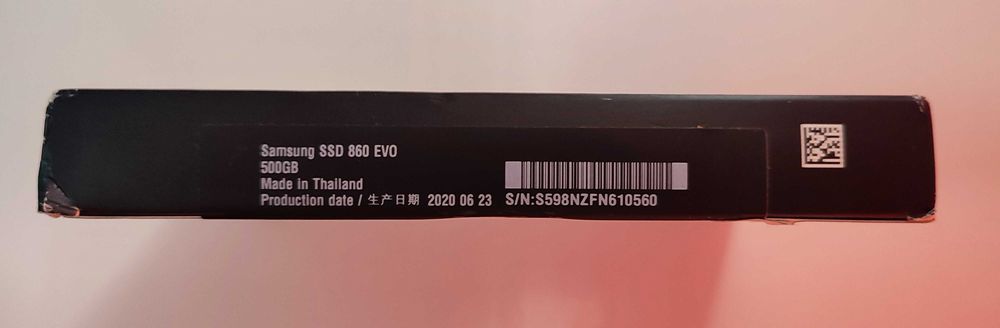 Samsung SSD 860 EVO
500GB
Made in Thailand
Production date / 生产日期 2020 06 23
S/N:S598NZFN610560